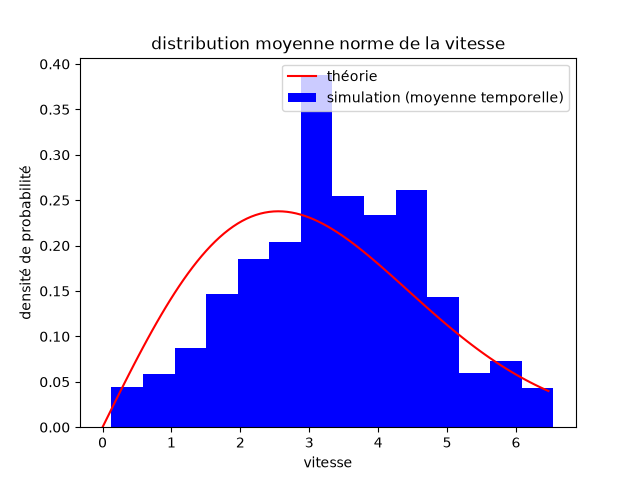 distribution moyenne norme de la vitesse
théorie
simulation (moyenne temporelle)
densité de probabilité
0.40
0.35
0.30
0.25
0.20
0.15
0.10
0.05
0.00
0 1 2 3 4 5 6
vitesse